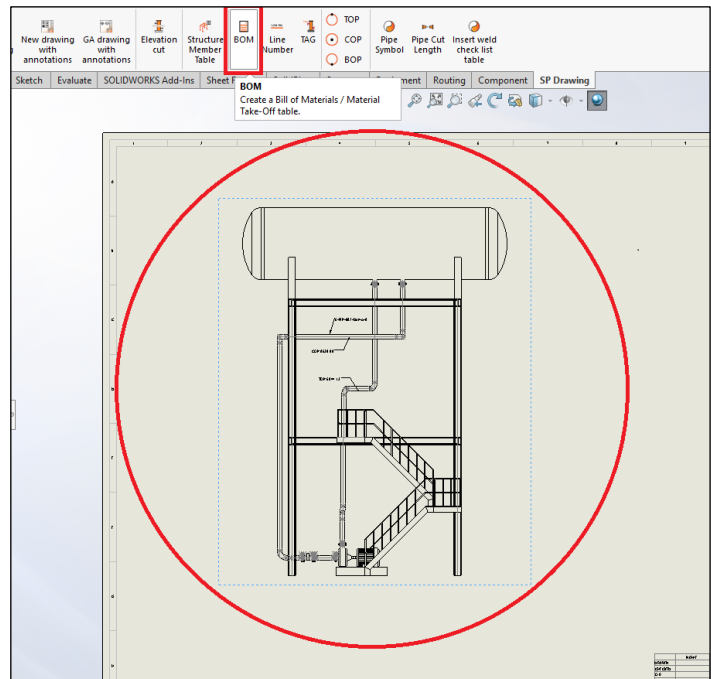 New drawing with annotations
GA drawing with annotations
Elevation cut
Structure Member Table
BOM
Line Number
TAG
TOP
COP
BOP
Pipe Symbol
Pipe Cut Length
Insert weld check list table
Sketch
Evaluate
SOLIDWORKS Add-Ins
Routing
Component
SP Drawing
BOM
Create a Bill of Materials / Material
Take-Off table.